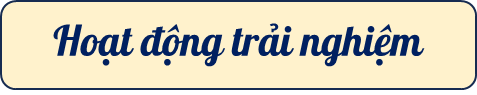 Hoạt động trải nghiệm